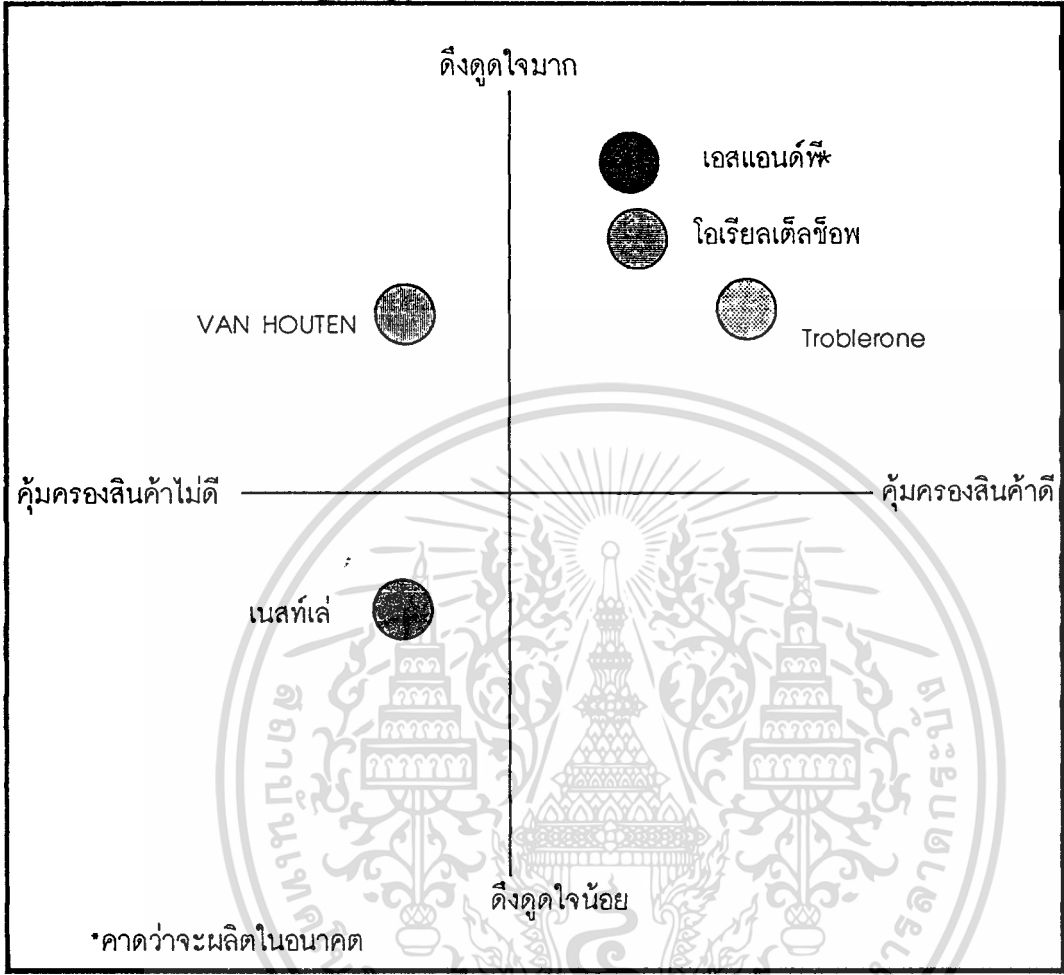 ดึงดูดใจมาก
เอสแอนด์พี*
โอเรียลเต็ลช็อพ
VAN HOUTEN
Troblerone
คุ้มครองสินค้าไม่ดี
คุ้มครองสินค้าดี
เนสท์เล่
ดึงดูดใจน้อย
*คาดว่าจะผลิตในอนาคต